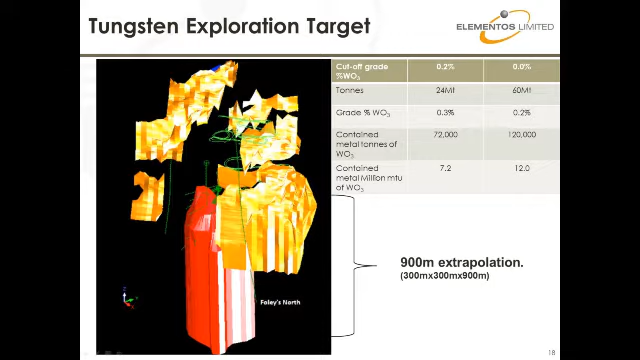 Tungsten Exploration Target
ELEMENTOS LIMITED
Cut-off grade 0.2% 0.0%
%WO3
Tonnes 24Mt 60Mt
Grade % WO3 0.3% 0.2%
Contained 72,000 120,000
metal tonnes of
WO3
Contained 7.2 12.0
metal Million mtu
of WO3
900m extrapolation.
(300mx300mx900m)
Foley's North
18